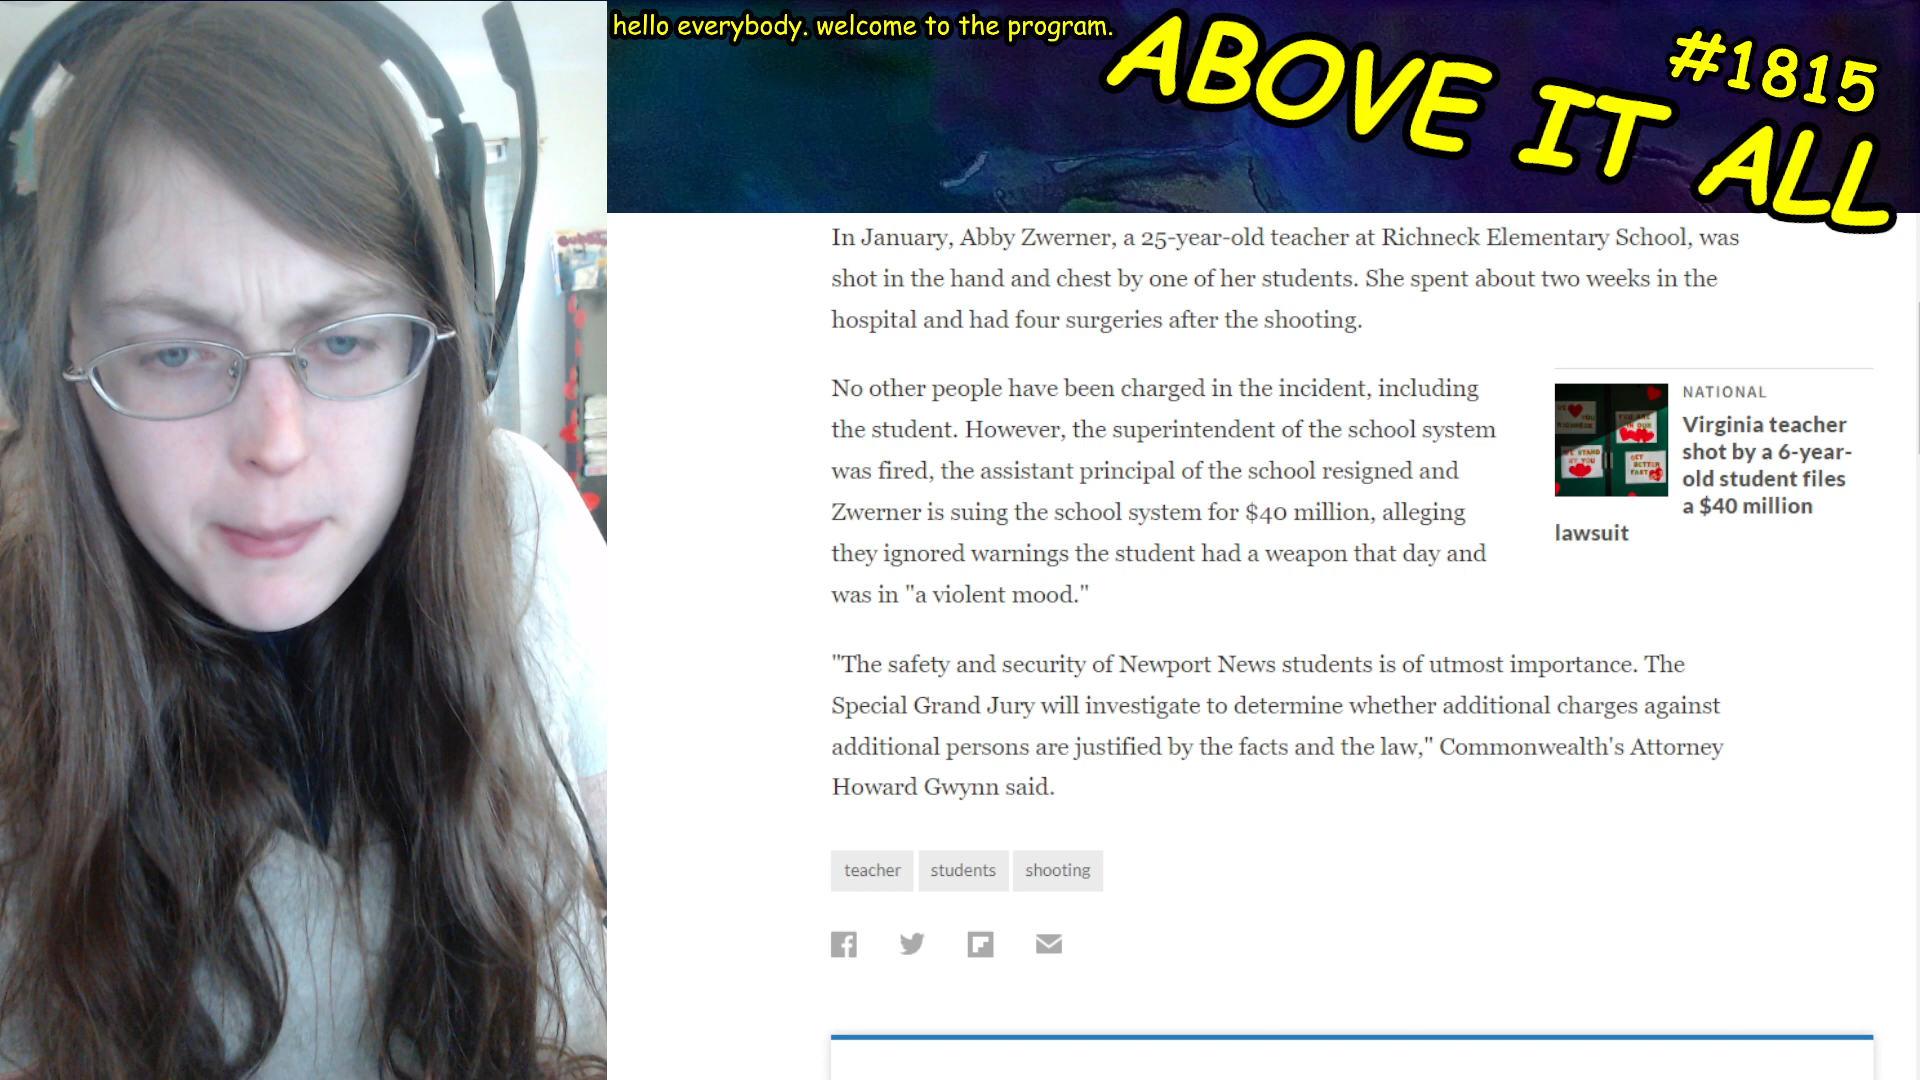 hello everybody. welcome to the program.
#1815
ABOVE IT ALL
In January, Abby Zwerner, a 25-year-old teacher at Richneck Elementary School, was
shot in the hand and chest by one of her students. She spent about two weeks in the
hospital and had four surgeries after the shooting.
No other people have been charged in the incident, including
the student. However, the superintendent of the school system
was fired, the assistant principal of the school resigned and
Zwerner is suing the school system for $40 million, alleging
they ignored warnings the student had a weapon that day and
was in "a violent mood."
NATIONAL
Virginia teacher
shot by a 6-year-
old student files
a $40 million
lawsuit
"The safety and security of Newport News students is of utmost importance. The
Special Grand Jury will investigate to determine whether additional charges against
additional persons are justified by the facts and the law," Commonwealth's Attorney
Howard Gwynn said.
teacher
students
shooting